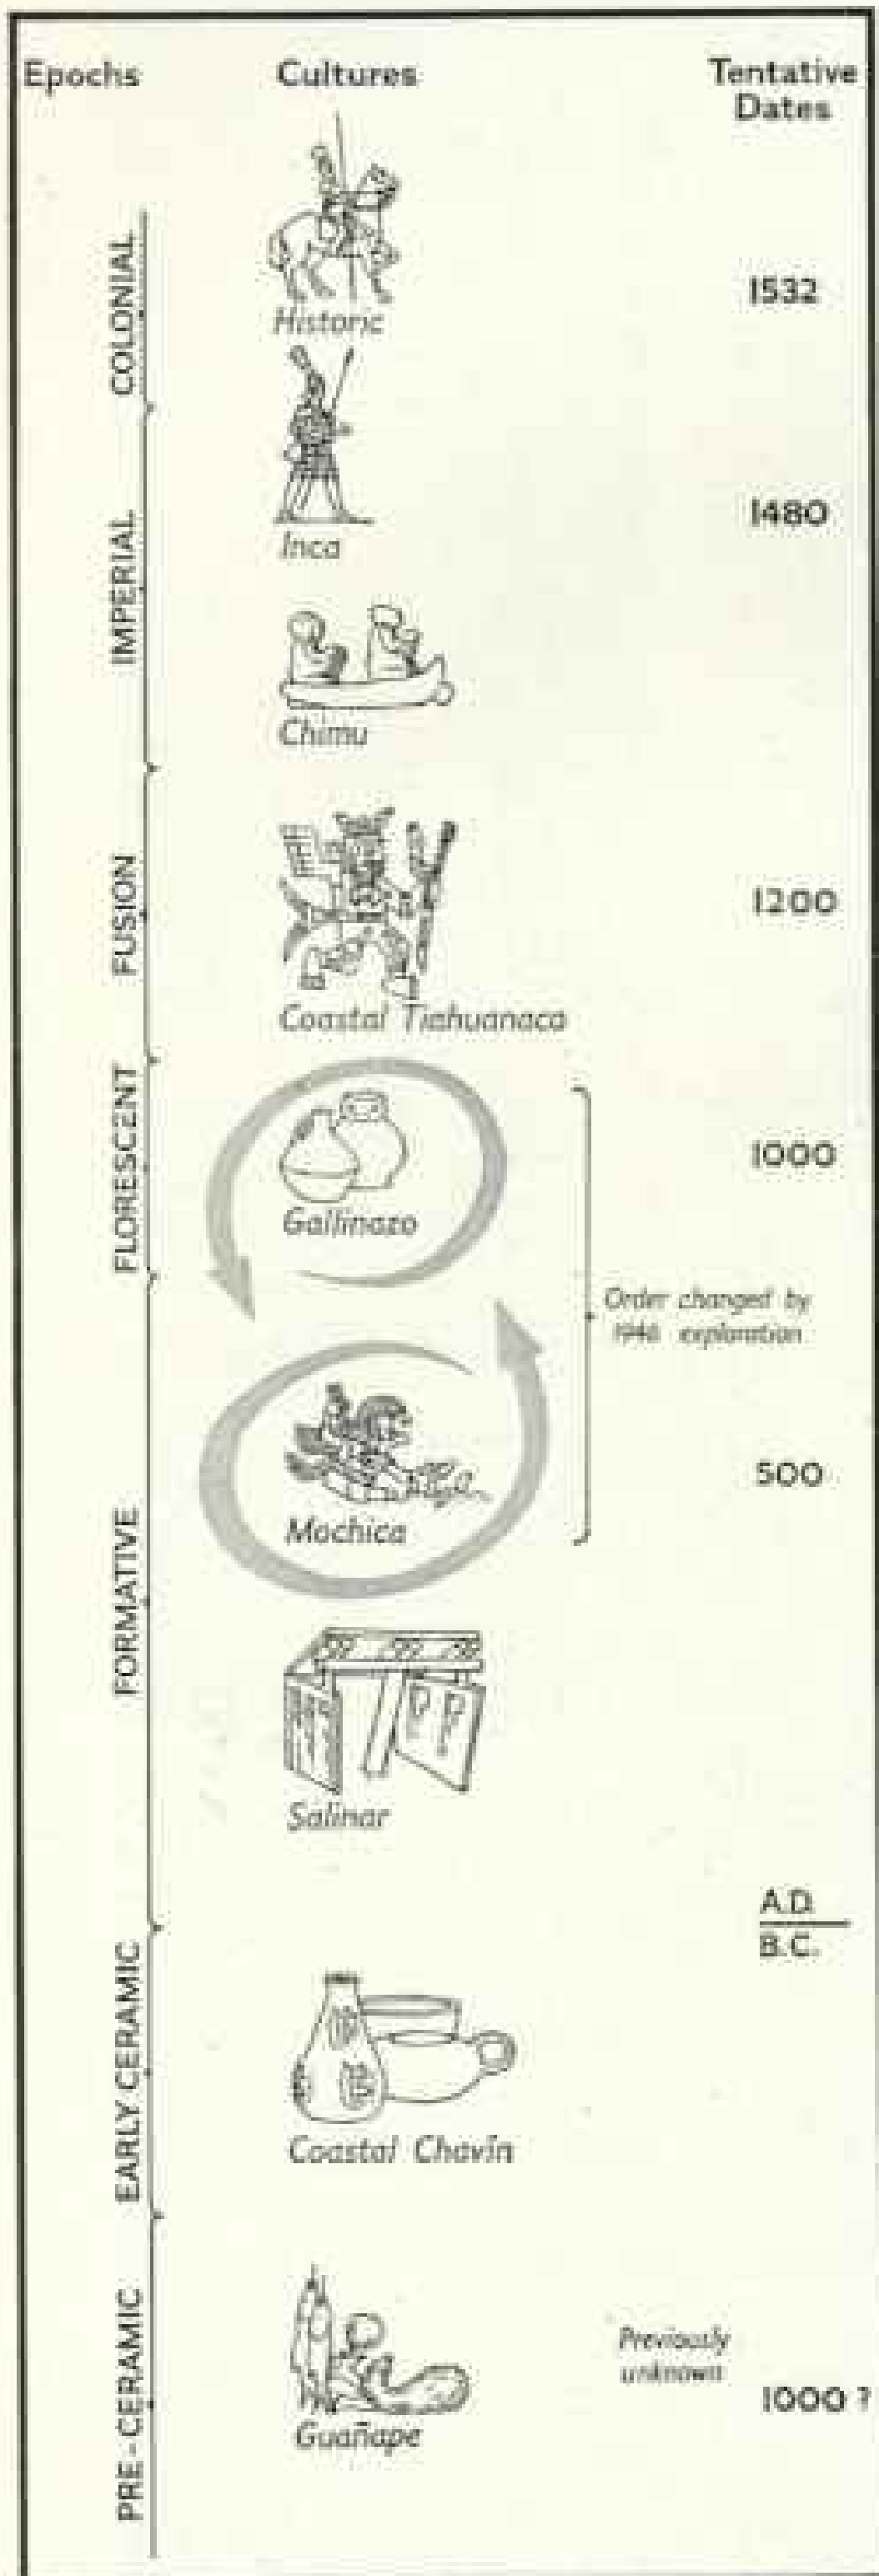 Epochs
Cultures
Tentative
Dates
COLONIAL
Historic
1532
IMPERIAL
Inca
1480
Chimu
FUSION
Coastal Tiahuanaca
1200
FLORESCENT
Gallinazo
1000
Order changed by
1946 exploration
FORMATIVE
Mochica
500
Salinar
A.D.
B.C.
EARLY CERAMIC
Coastal Chavín
PRE-CERAMIC
Guañape
Previously
unknown
1000 ?